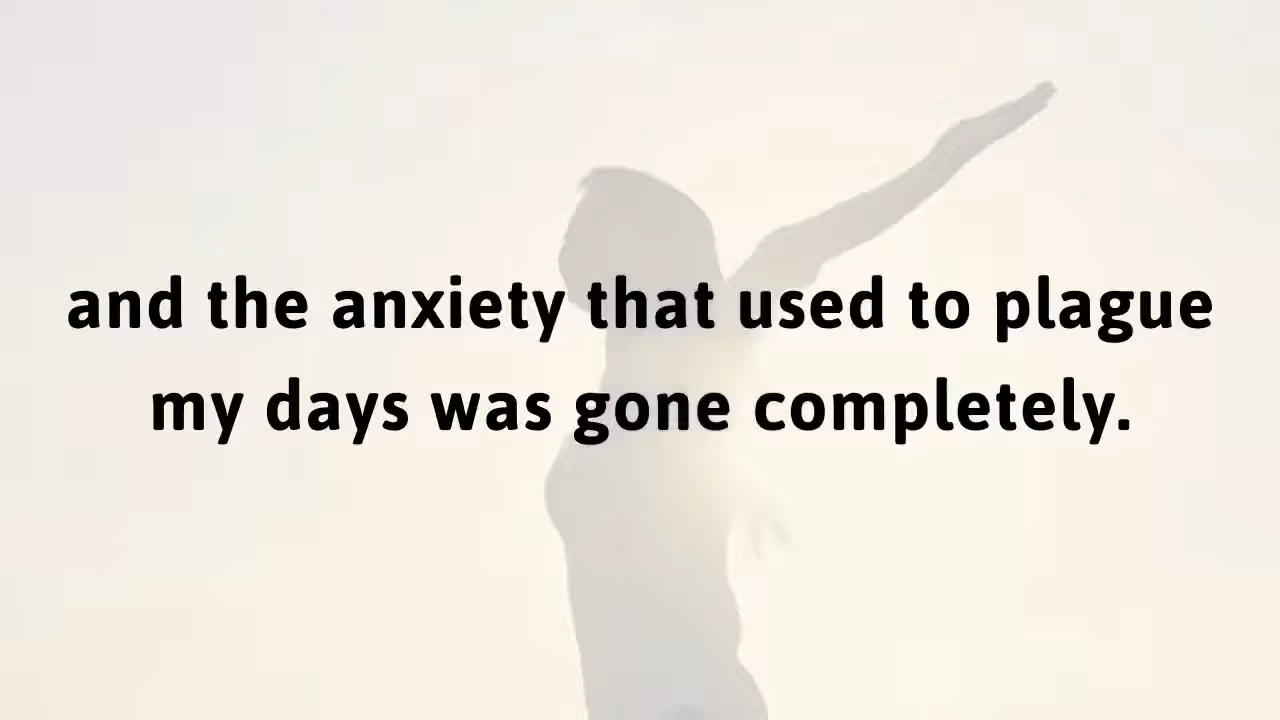 and the anxiety that used to plague
my days was gone completely.